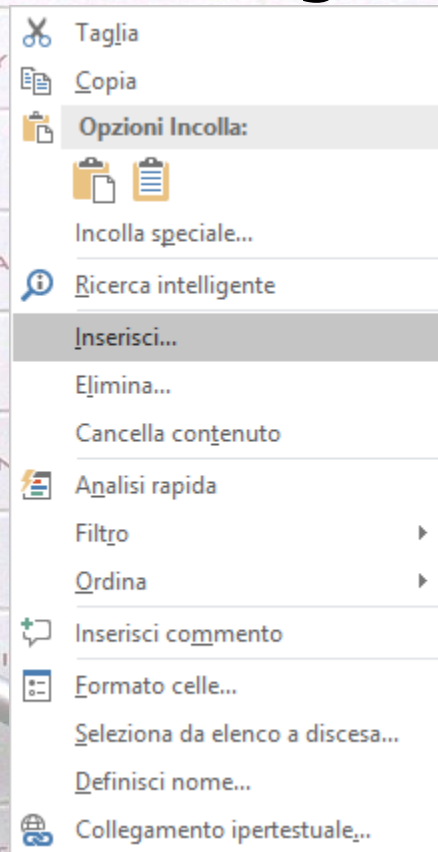 Taglia
Copia
Opzioni Incolla:
Incolla speciale...
Ricerca intelligente
Inserisci...
Elimina...
Cancella contenuto
Analisi rapida
Filtro
Ordina
Inserisci commento
Formato celle...
Seleziona da elenco a discesa...
Definisci nome...
Collegamento ipertestuale...